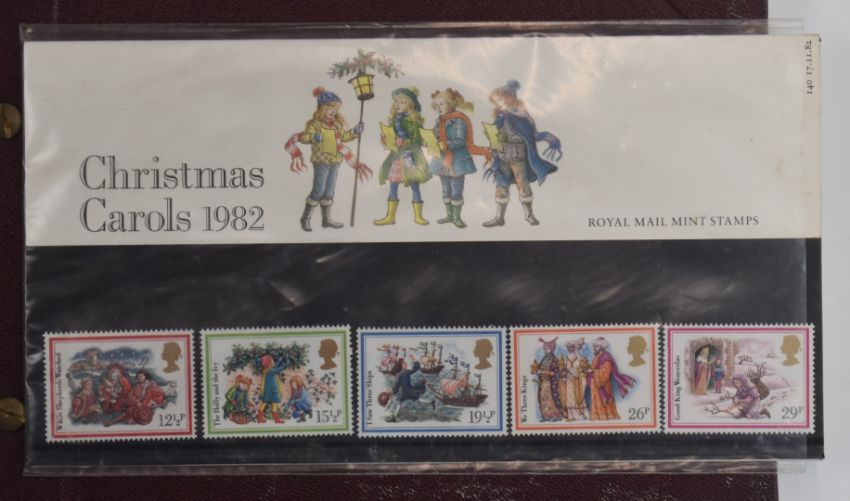 140 17.11.82
Christmas
Carols 1982
ROYAL MAIL MINT STAMPS
While Shepherds Watched
12½P
The Holly and the Ivy
15½P
I Saw Three Ships
19½P
We Three Kings
26P
Good King Wenceslas
29P